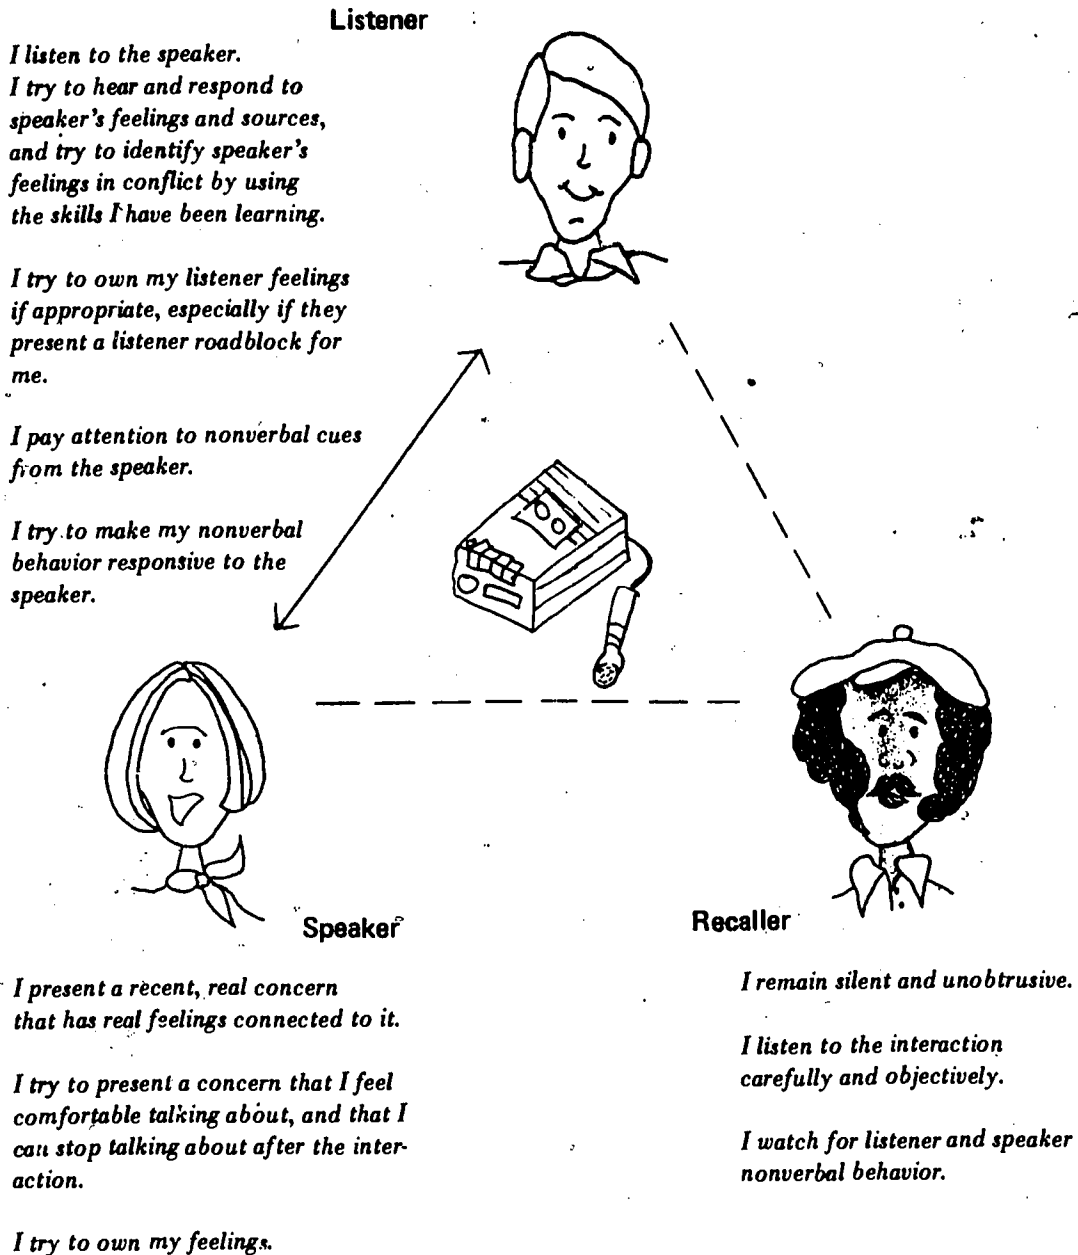 Listener
I listen to the speaker.
I try to hear and respond to
speaker's feelings and sources,
and try to identify speaker's
feelings in conflict by using
the skills I have been learning.
I try to own my listener feelings
if appropriate, especially if they
present a listener roadblock for
me.
I pay attention to nonverbal cues
from the speaker.
I try to make my nonverbal
behavior responsive to the
speaker.
Speaker
I present a recent, real concern
that has real feelings connected to it.
I try to present a concern that I feel
comfortable talking about, and that I
can stop talking about after the inter-
action.
I try to own my feelings.
Recaller
I remain silent and unobtrusive.
I listen to the interaction
carefully and objectively.
I watch for listener and speaker
nonverbal behavior.